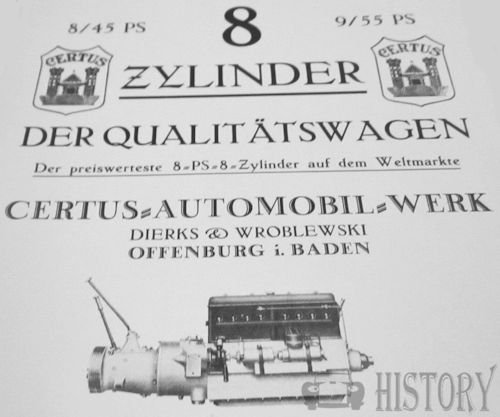 8/45 PS 8 9/55 PS
CERTUS CERTUS
ZYLINDER
DER QUALITÄTSWAGEN
Der preiswerteste 8=PS=8=Zylinder auf dem Weltmarkte
CERTUS=AUTOMOBIL=WERK
DIERKS & WROBLEWSKI
OFFENBURG i. BADEN
HISTORY